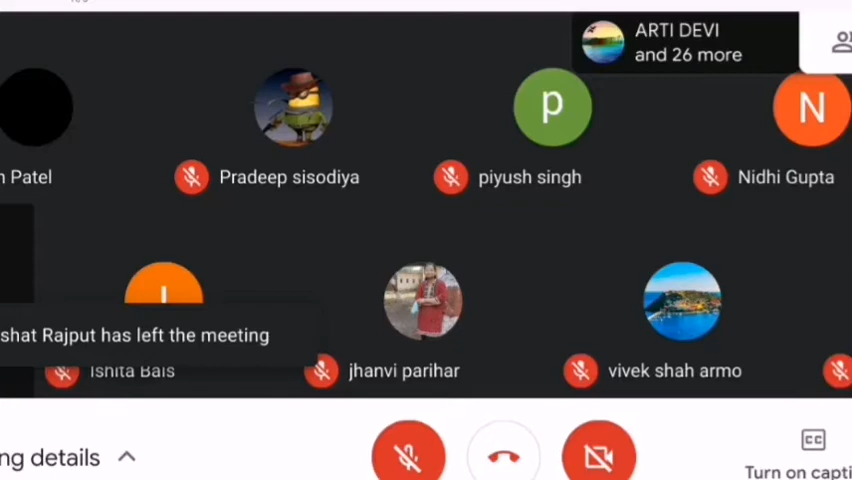 ARTI DEVI
and 26 more
p
N
Patel
Pradeep sisodiya
piyush singh
Nidhi Gupta
shat Rajput has left the meeting
Ishita Bais
jhanvi parihar
vivek shah armo
ng details
CC
Turn on capti